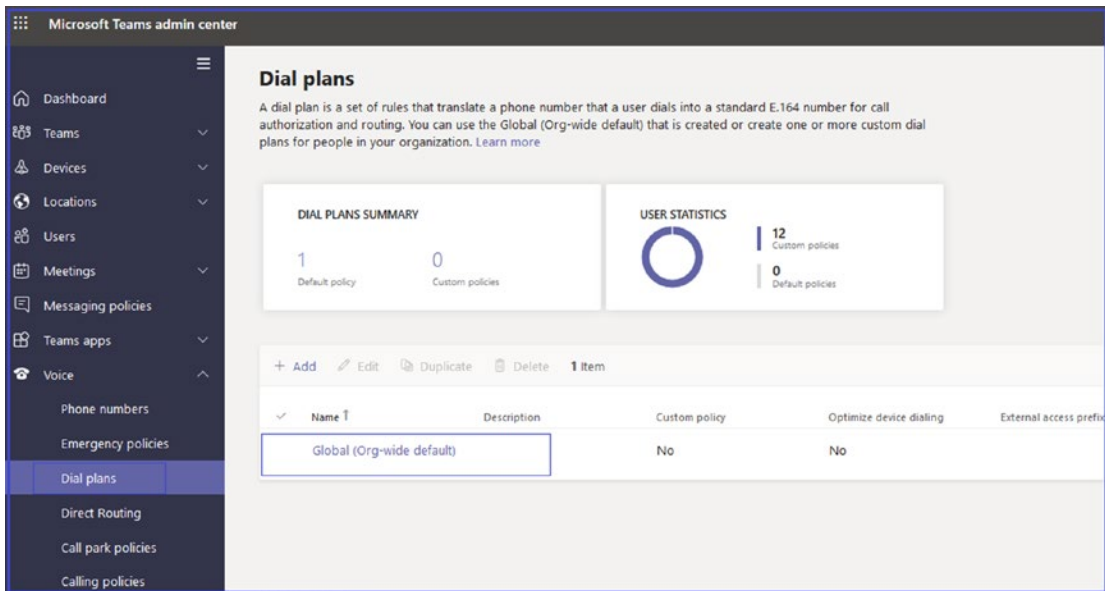 Microsoft Teams admin center
Dashboard
Teams
Devices
Locations
Users
Meetings
Messaging policies
Teams apps
Voice
Phone numbers
Emergency policies
Dial plans
Direct Routing
Call park policies
Calling policies
Dial plans
A dial plan is a set of rules that translate a phone number that a user dials into a standard E.164 number for call
authorization and routing. You can use the Global (Org-wide default) that is created or create one or more custom dial
plans for people in your organization. Learn more
DIAL PLANS SUMMARY
1 0
Default policy Custom policies
USER STATISTICS
12
Custom policies
0
Default policies
+ Add Edit Duplicate Delete 1 item
Name ↑ Description Custom policy Optimize device dialing External access prefix
Global (Org-wide default) No No